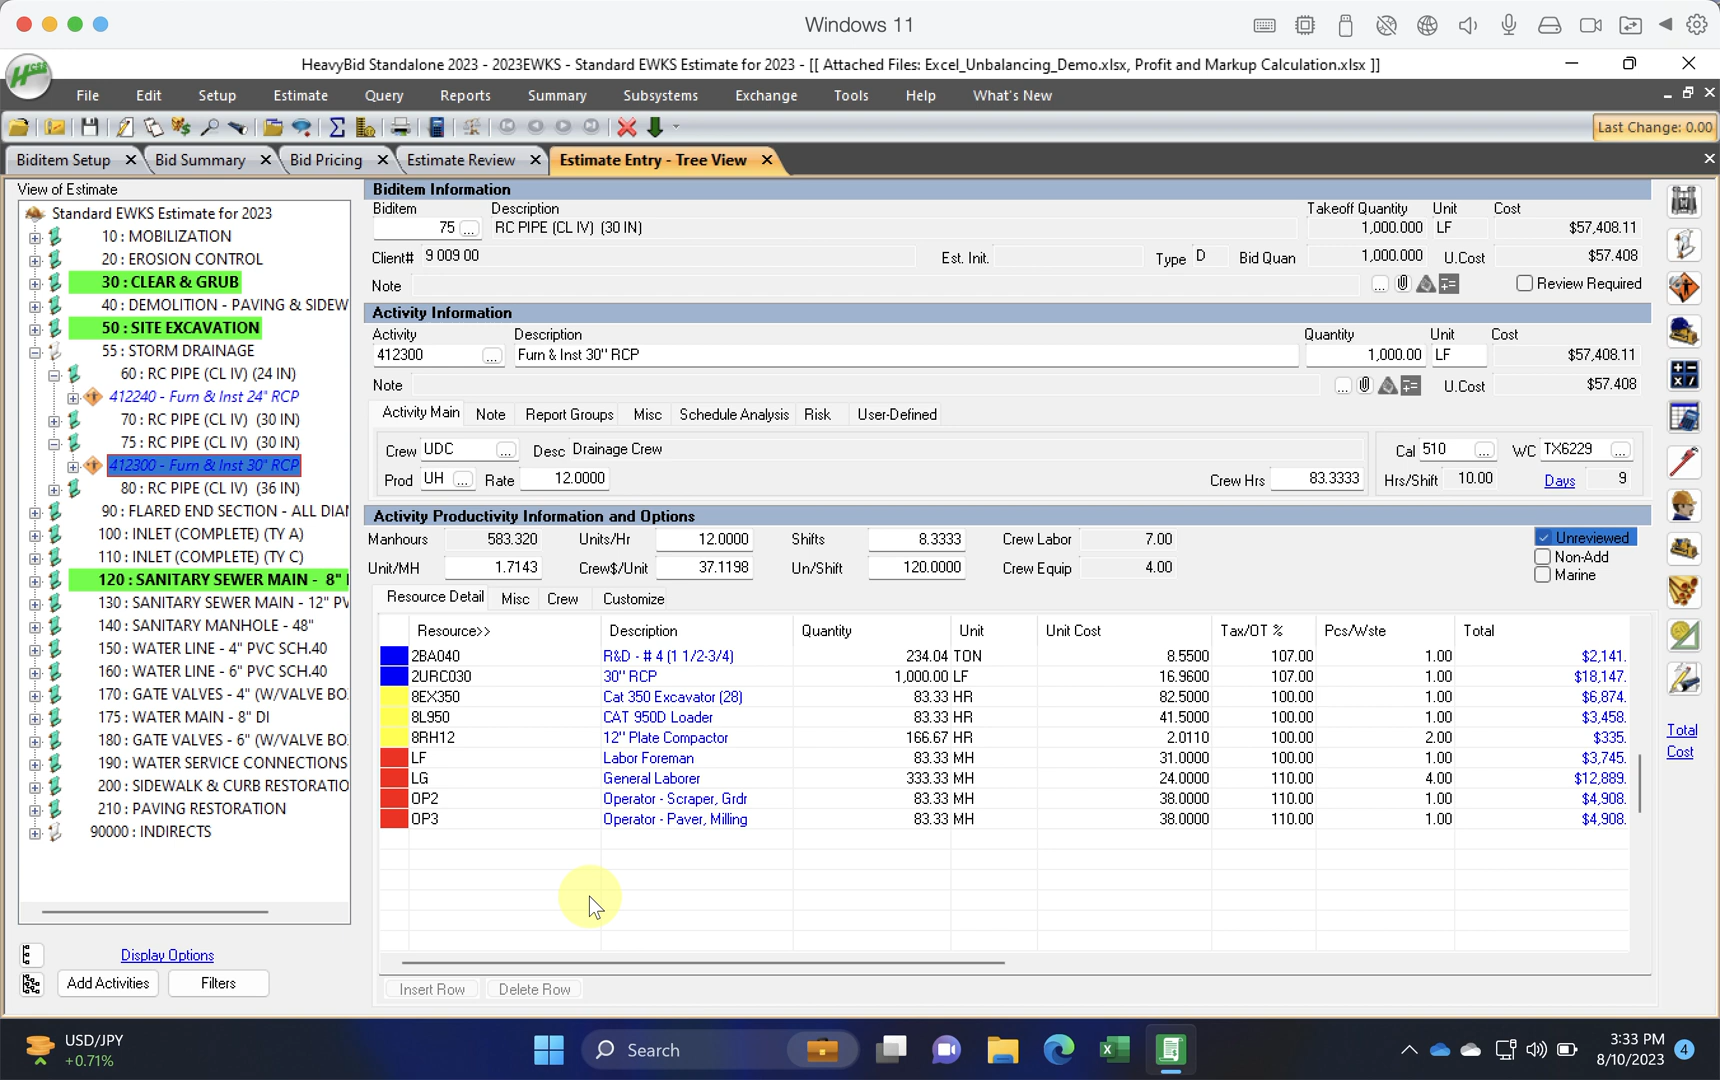 Windows 11
HCSS
HeavyBid Standalone 2023 - 2023EWKS - Standard EWKS Estimate for 2023 - [[ Attached Files: Excel_Unbalancing_Demo.xlsx, Profit and Markup Calculation.xlsx ]]
File Edit Setup Estimate Query Reports Summary Subsystems Exchange Tools Help What's New
Last Change: 0.00
Biditem Setup Bid Summary Bid Pricing Estimate Review Estimate Entry - Tree View
View of Estimate
Standard EWKS Estimate for 2023
10 : MOBILIZATION
20 : EROSION CONTROL
30 : CLEAR & GRUB
40 : DEMOLITION - PAVING & SIDEW
50 : SITE EXCAVATION
55 : STORM DRAINAGE
60 : RC PIPE (CL IV) (24 IN)
412240 - Furn & Inst 24" RCP
70 : RC PIPE (CL IV) (30 IN)
75 : RC PIPE (CL IV) (30 IN)
412300 - Furn & Inst 30" RCP
80 : RC PIPE (CL IV) (36 IN)
90 : FLARED END SECTION - ALL DIAI
100 : INLET (COMPLETE) (TY A)
110 : INLET (COMPLETE) (TY C)
120 : SANITARY SEWER MAIN - 8"
130 : SANITARY SEWER MAIN - 12" PV
140 : SANITARY MANHOLE - 48"
150 : WATER LINE - 4" PVC SCH.40
160 : WATER LINE - 6" PVC SCH.40
170 : GATE VALVES - 4" (W/VALVE BO
175 : WATER MAIN - 8" DI
180 : GATE VALVES - 6" (W/VALVE BO
190 : WATER SERVICE CONNECTIONS
200 : SIDEWALK & CURB RESTORATIO
210 : PAVING RESTORATION
90000 : INDIRECTS
Display Options
Add Activities Filters
Biditem Information
Biditem Description Takeoff Quantity Unit Cost
75 ... RC PIPE (CL IV) (30 IN) 1,000.000 LF $57,408.11
Client# 9 009 00 Est. Init. Type D Bid Quan 1,000.000 U.Cost $57.408
Note ... Review Required
Activity Information
Activity Description Quantity Unit Cost
412300 ... Furn & Inst 30" RCP 1,000.00 LF $57,408.11
Note ... U.Cost $57.408
Activity Main Note Report Groups Misc Schedule Analysis Risk User-Defined
Crew UDC ... Desc Drainage Crew Cal 510 ... WC TX6229 ...
Prod UH ... Rate 12.0000 Crew Hrs 83.3333 Hrs/Shift 10.00 Days 9
Activity Productivity Information and Options
Manhours 583.320 Units/Hr 12.0000 Shifts 8.3333 Crew Labor 7.00 Unreviewed
Non-Add
Unit/MH 1.7143 Crew$/Unit 37.1198 Un/Shift 120.0000 Crew Equip 4.00 Marine
Resource Detail Misc Crew Customize
Resource>> Description Quantity Unit Unit Cost Tax/OT % Pcs/Wste Total
2BA040 R&D - # 4 (1 1/2-3/4) 234.04 TON 8.5500 107.00 1.00 $2,141.
2URC030 30" RCP 1,000.00 LF 16.9600 107.00 1.00 $18,147.
8EX350 Cat 350 Excavator (28) 83.33 HR 82.5000 100.00 1.00 $6,874.
8L950 CAT 950D Loader 83.33 HR 41.5000 100.00 1.00 $3,458.
8RH12 12" Plate Compactor 166.67 HR 2.0110 100.00 2.00 $335.
LF Labor Foreman 83.33 MH 31.0000 100.00 1.00 $3,745.
LG General Laborer 333.33 MH 24.0000 110.00 4.00 $12,889.
OP2 Operator - Scraper, Grdr 83.33 MH 38.0000 110.00 1.00 $4,908.
OP3 Operator - Paver, Milling 83.33 MH 38.0000 110.00 1.00 $4,908.
Insert Row Delete Row
Total
Cost
USD/JPY
+0.71%
Search
3:33 PM
8/10/2023
4